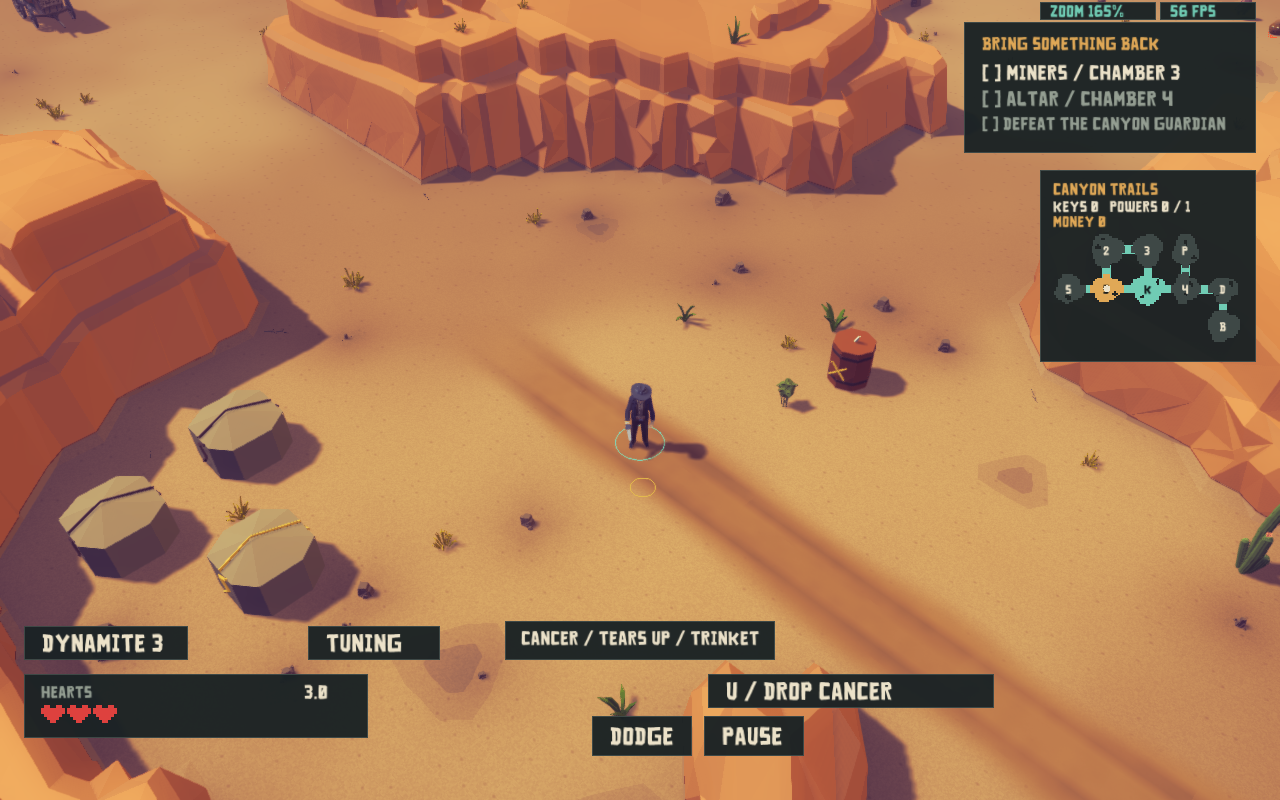 ZOOM 165% 56 FPS
BRING SOMETHING BACK
[ ] MINERS / CHAMBER 3
[ ] ALTAR / CHAMBER 4
[ ] DEFEAT THE CANYON GUARDIAN
CANYON TRAILS
KEYS 0 POWERS 0 / 1
MONEY 0
2 3 P
S K 4 D
B
DYNAMITE 3
TUNING
CANCER / TEARS UP / TRINKET
HEARTS 3.0
U / DROP CANCER
DODGE
PAUSE